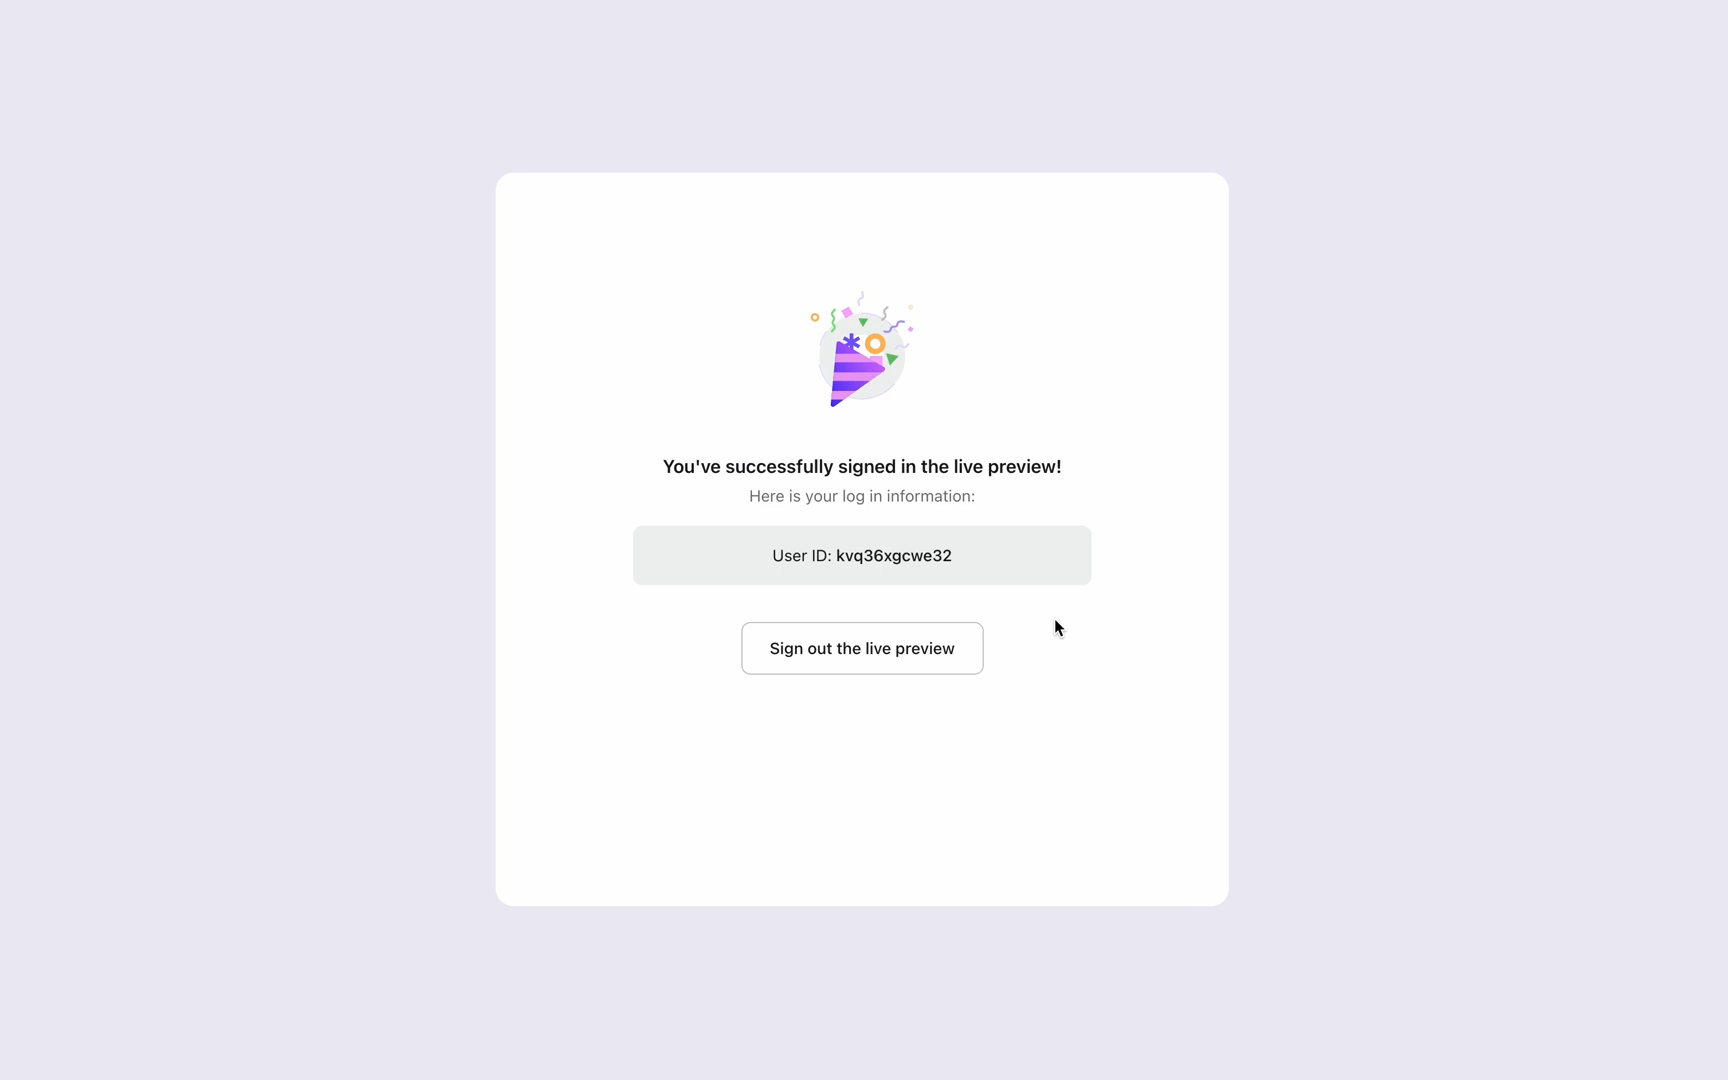 You've successfully signed in the live preview!
Here is your log in information:
User ID: kvq36xgcwe32
Sign out the live preview